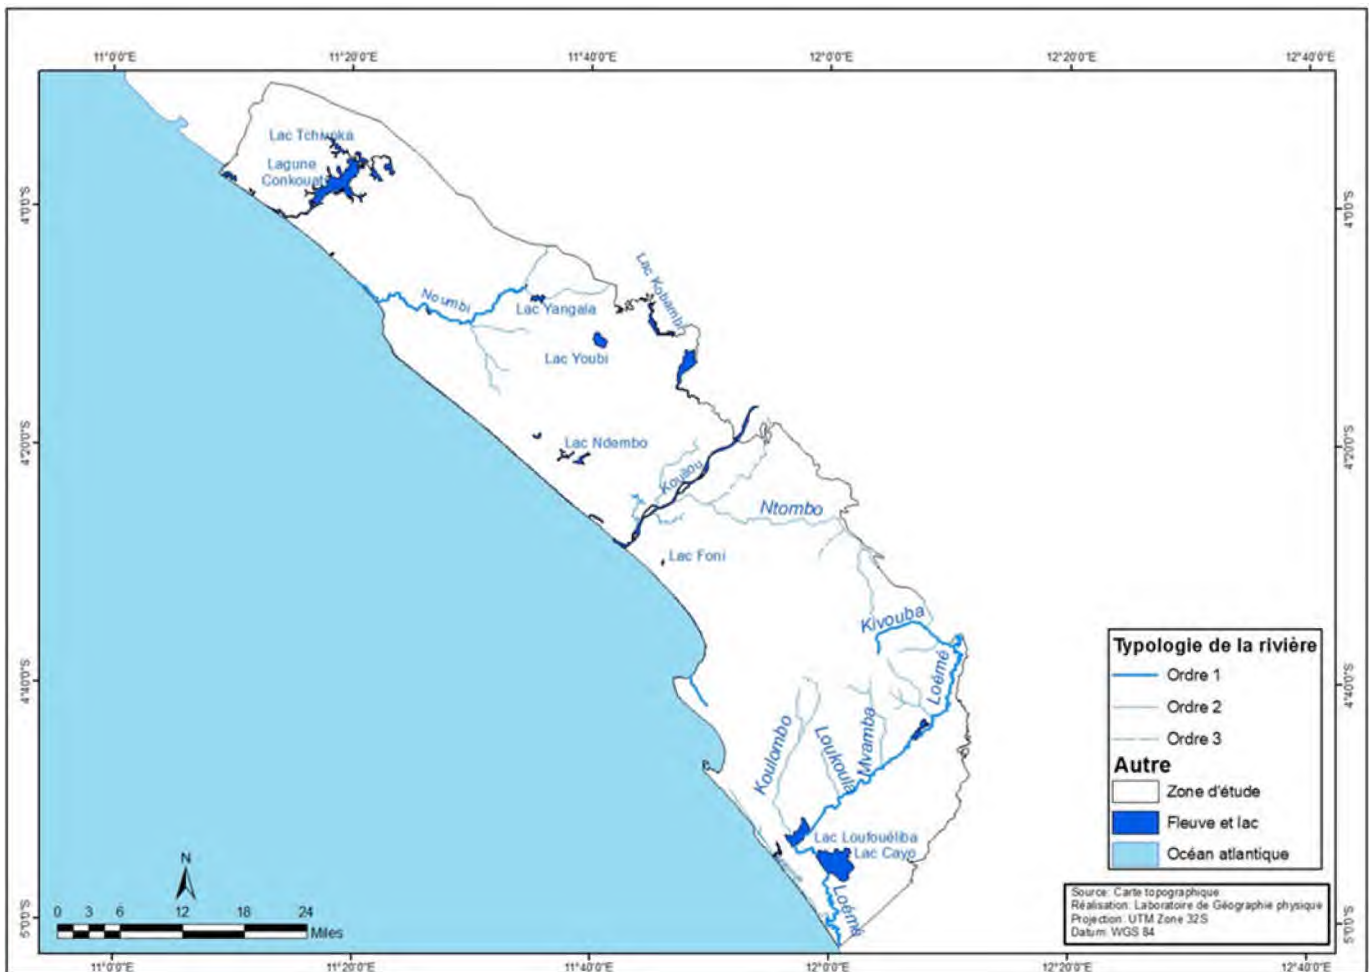 11°0'0"E 11°20'0"E 11°40'0"E 12°0'0"E 12°20'0"E 12°40'0"E
Lac Tchivoka
Lagune
Conkouati
4°0'0"S 4°0'0"S
Lac Kobambi
Noumbi
Lac Yangala
Lac Youbi
4°20'0"S 4°20'0"S
Lac Ndembo
Kouilou
Ntombo
Lac Foni
Kivouba
Loémé
4°40'0"S 4°40'0"S
Koulombo
Loukoula
Mvamba
Lac Loufouéliba
Lac Cayo
Loémé
5°0'0"S 5°0'0"S
N
0 3 6 12 18 24
Miles
Typologie de la rivière
Ordre 1
Ordre 2
Ordre 3
Autre
Zone d'étude
Fleuve et lac
Océan atlantique
Source: Carte topographique
Réalisation: Laboratoire de Géographie physique
Projection: UTM Zone 32S
Datum: WGS 84
11°0'0"E 11°20'0"E 11°40'0"E 12°0'0"E 12°20'0"E 12°40'0"E